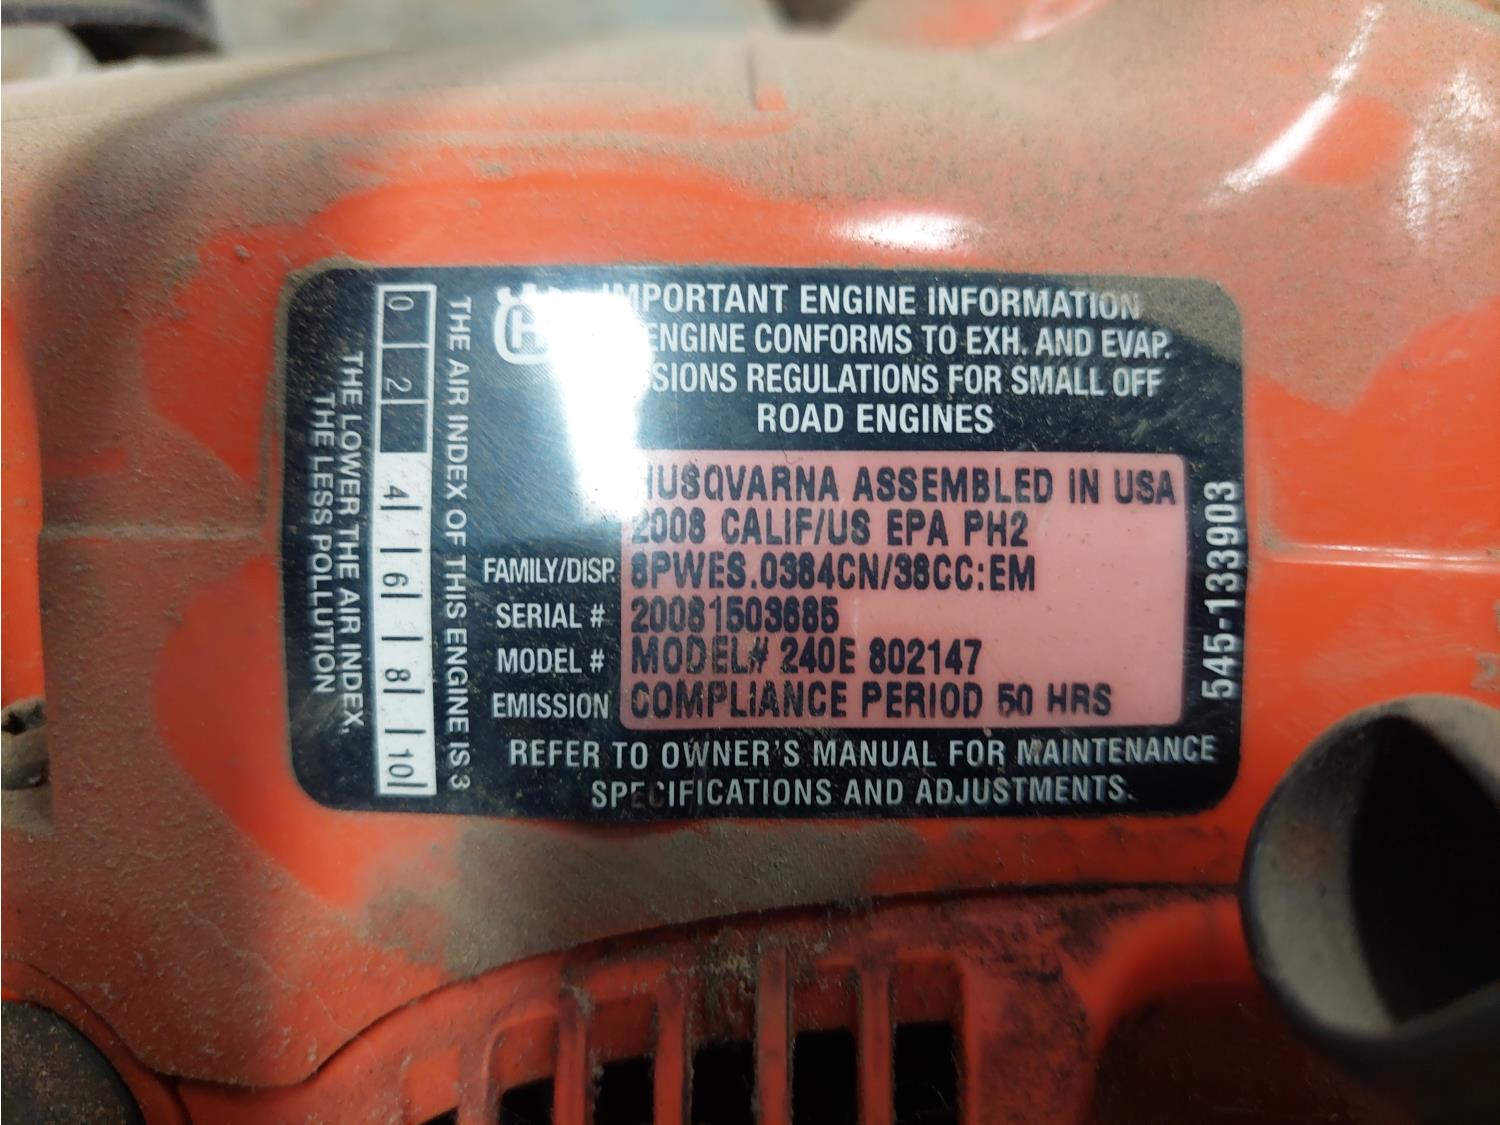 IMPORTANT ENGINE INFORMATION
ENGINE CONFORMS TO EXH. AND EVAP.
REGULATIONS FOR SMALL OFF
ROAD ENGINES
HUSQVARNA ASSEMBLED IN USA
2008 CALIF/US EPA PH2
FAMILY/DISP. 8PWES.0384CN/38CC:EM
SERIAL # 20081503685
MODEL # MODEL# 240E 802147
EMISSION COMPLIANCE PERIOD 50 HRS
REFER TO OWNER'S MANUAL FOR MAINTENANCE
SPECIFICATIONS AND ADJUSTMENTS.
545-133903
THE AIR INDEX OF THIS ENGINE IS 3
0 2 4 6 8 10
THE LOWER THE AIR INDEX,
THE LESS POLLUTION
H